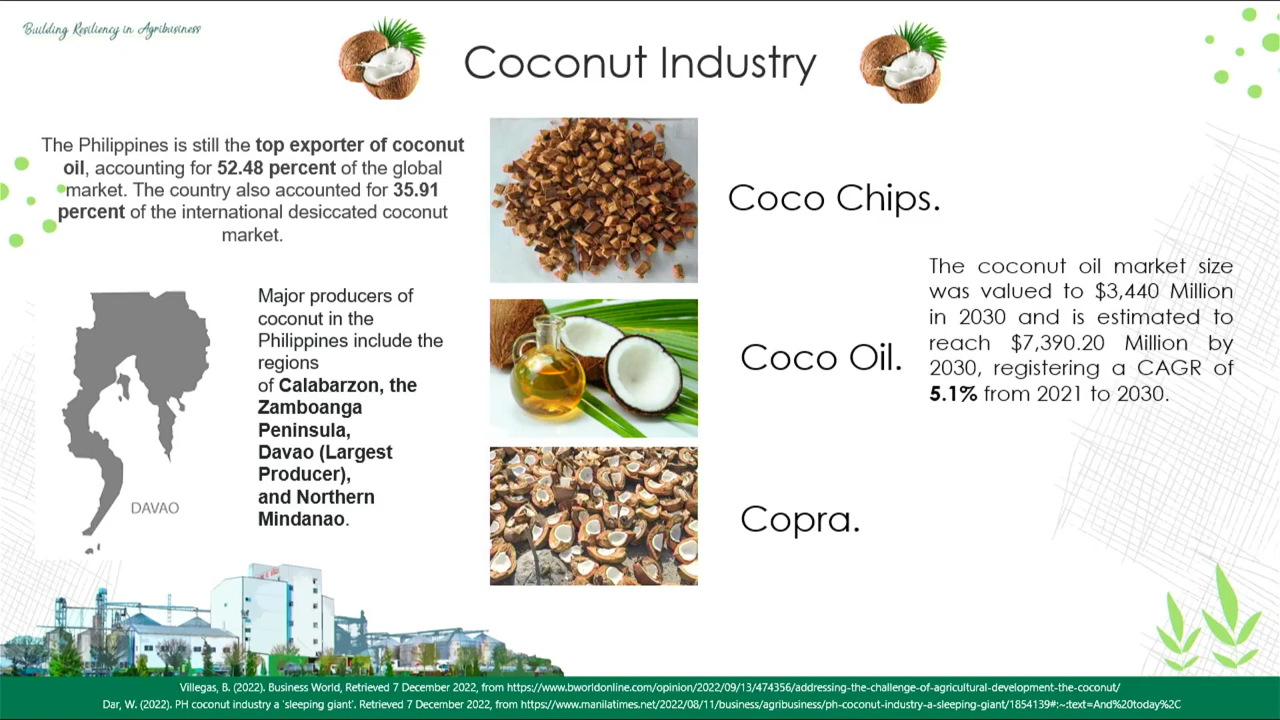 Building Resiliency in Agribusiness
Coconut Industry
The Philippines is still the top exporter of coconut
oil, accounting for 52.48 percent of the global
market. The country also accounted for 35.91
percent of the international desiccated coconut
market.
Major producers of
coconut in the
Philippines include the
regions
of Calabarzon, the
Zamboanga
Peninsula,
Davao (Largest
Producer),
and Northern
Mindanao.
DAVAO
Coco Chips.
Coco Oil.
Copra.
The coconut oil market size
was valued to $3,440 Million
in 2030 and is estimated to
reach $7,390.20 Million by
2030, registering a CAGR of
5.1% from 2021 to 2030.
Villegas, B. (2022). Business World, Retrieved 7 December 2022, from https://www.bworldonline.com/opinion/2022/09/13/474356/addressing-the-challenge-of-agricultural-development-the-coconut/
Dar, W. (2022). PH coconut industry a 'sleeping giant'. Retrieved 7 December 2022, from https://www.manilatimes.net/2022/08/11/business/agribusiness/ph-coconut-industry-a-sleeping-giant/1854139#:~:text=And%20today%2C